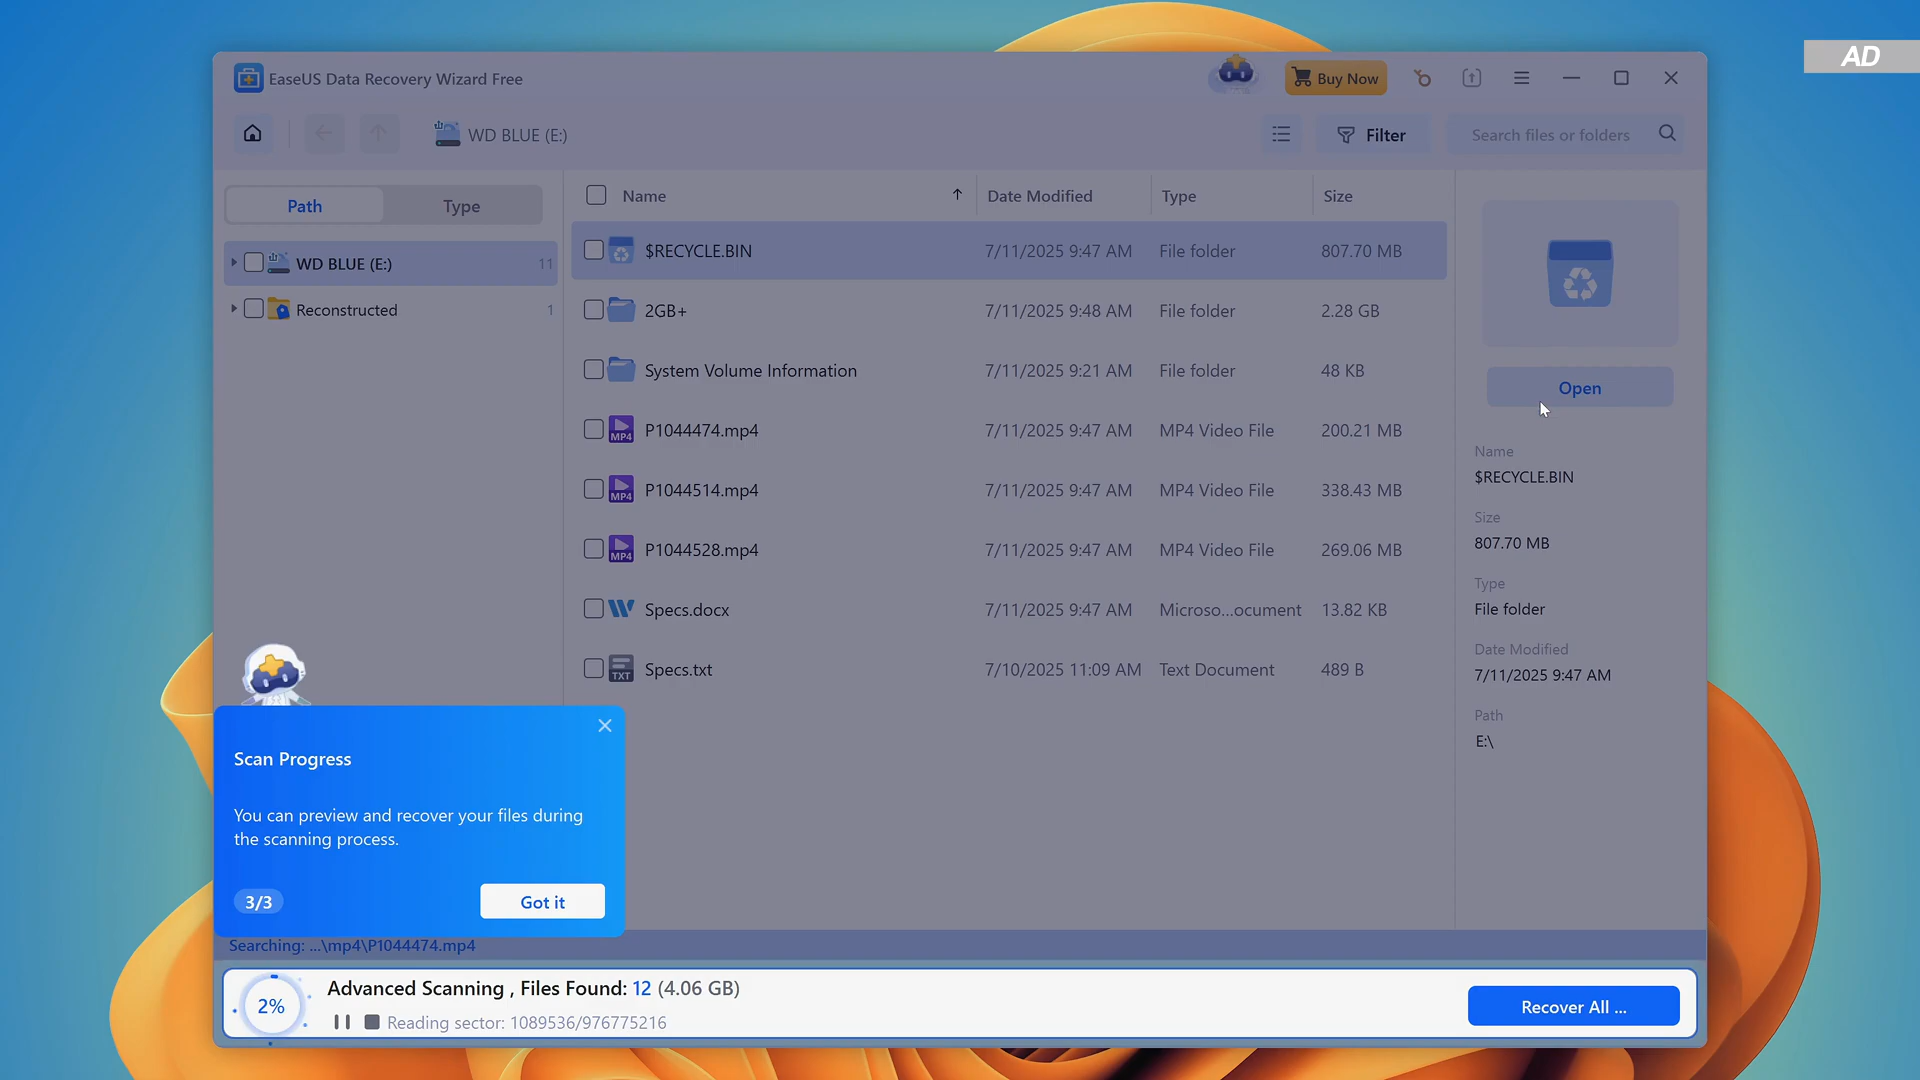 AD
EaseUS Data Recovery Wizard Free
Buy Now
WD BLUE (E:)
Filter
Search files or folders
Path
Type
Name
Date Modified
Type
Size
WD BLUE (E:)
11
Reconstructed
1
$RECYCLE.BIN
7/11/2025 9:47 AM
File folder
807.70 MB
2GB+
7/11/2025 9:48 AM
File folder
2.28 GB
System Volume Information
7/11/2025 9:21 AM
File folder
48 KB
MP4
P1044474.mp4
7/11/2025 9:47 AM
MP4 Video File
200.21 MB
MP4
P1044514.mp4
7/11/2025 9:47 AM
MP4 Video File
338.43 MB
MP4
P1044528.mp4
7/11/2025 9:47 AM
MP4 Video File
269.06 MB
W
Specs.docx
7/11/2025 9:47 AM
Microso...ocument
13.82 KB
TXT
Specs.txt
7/10/2025 11:09 AM
Text Document
489 B
Open
Name
$RECYCLE.BIN
Size
807.70 MB
Type
File folder
Date Modified
7/11/2025 9:47 AM
Path
E:\
Scan Progress
You can preview and recover your files during
the scanning process.
3/3
Got it
Searching: ...\mp4\P1044474.mp4
2%
Advanced Scanning , Files Found: 12 (4.06 GB)
Reading sector: 1089536/976775216
Recover All ...